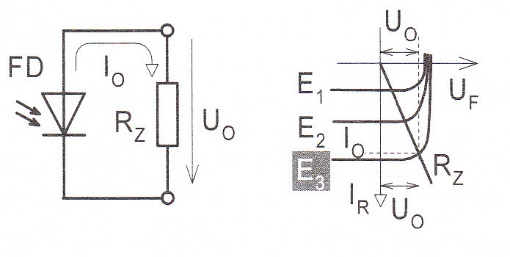 FD
I_O
R_Z
U_O
U_O
E_1
U_F
E_2
I_O
E_3
R_Z
I_R
U_O